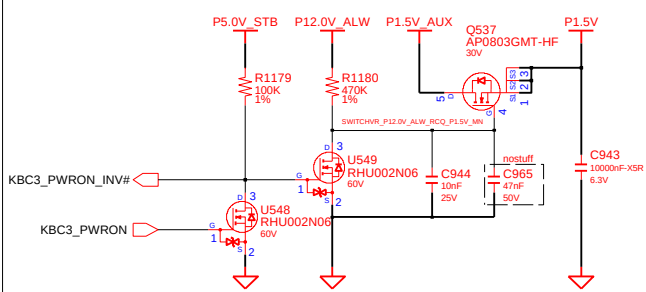 P5.0V_STB
P12.0V_ALW
P1.5V_AUX
Q537
AP0803GMT-HF
30V
P1.5V
R1179
100K
1%
R1180
470K
1%
5
D
S3
S2
S1
3
2
1
G
4
SWITCHVR_P12.0V_ALW_RCQ_P1.5V_MN
D
3
U549
RHU002N06
60V
G
1
S
2
C944
10nF
25V
nostuff
C965
47nF
50V
C943
10000nF-X5R
6.3V
KBC3_PWRON_INV#
D
3
U548
RHU002N06
60V
KBC3_PWRON
G
1
S
2